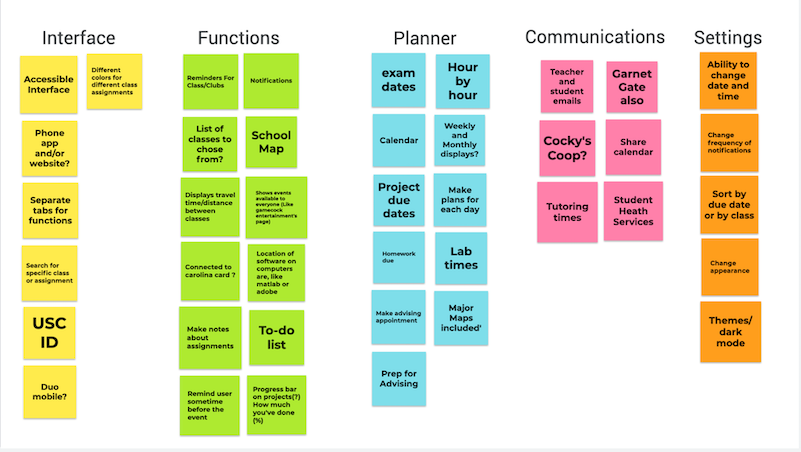 Interface
Functions
Planner
Communications
Settings
Accessible
Interface
Different
colors for
different class
assignments
Phone
app
and/or
website?
Separate
tabs for
functions
Search for
specific class
or assignment
USC
ID
Duo
mobile?
Reminders For
Class/Clubs
Notifications
List of
classes to
chose
from?
School
Map
Displays travel
time/distance
between
classes
Shows events
available to
everyone (Like
gamecock
entertainment's
page)
Connected to
carolina card ?
Location of
software on
computers
are, like
matlab or
adobe
Make notes
about
assignments
To-do
list
Remind user
sometime
before the
event
Progress bar
on projects(?)
How much
you've done
(%)
exam
dates
Hour
by
hour
Calendar
Weekly
and
Monthly
displays?
Project
due
dates
Make
plans for
each day
Homework
due
Lab
times
Make advising
appointment
Major
Maps
included'
Prep for
Advising
Teacher
and
student
emails
Garnet
Gate
also
Cocky's
Coop?
Share
calendar
Tutoring
times
Student
Heath
Services
Ability to
change
date and
time
Change
frequency of
notifications
Sort by
due date
or by class
Change
appearance
Themes/
dark
mode